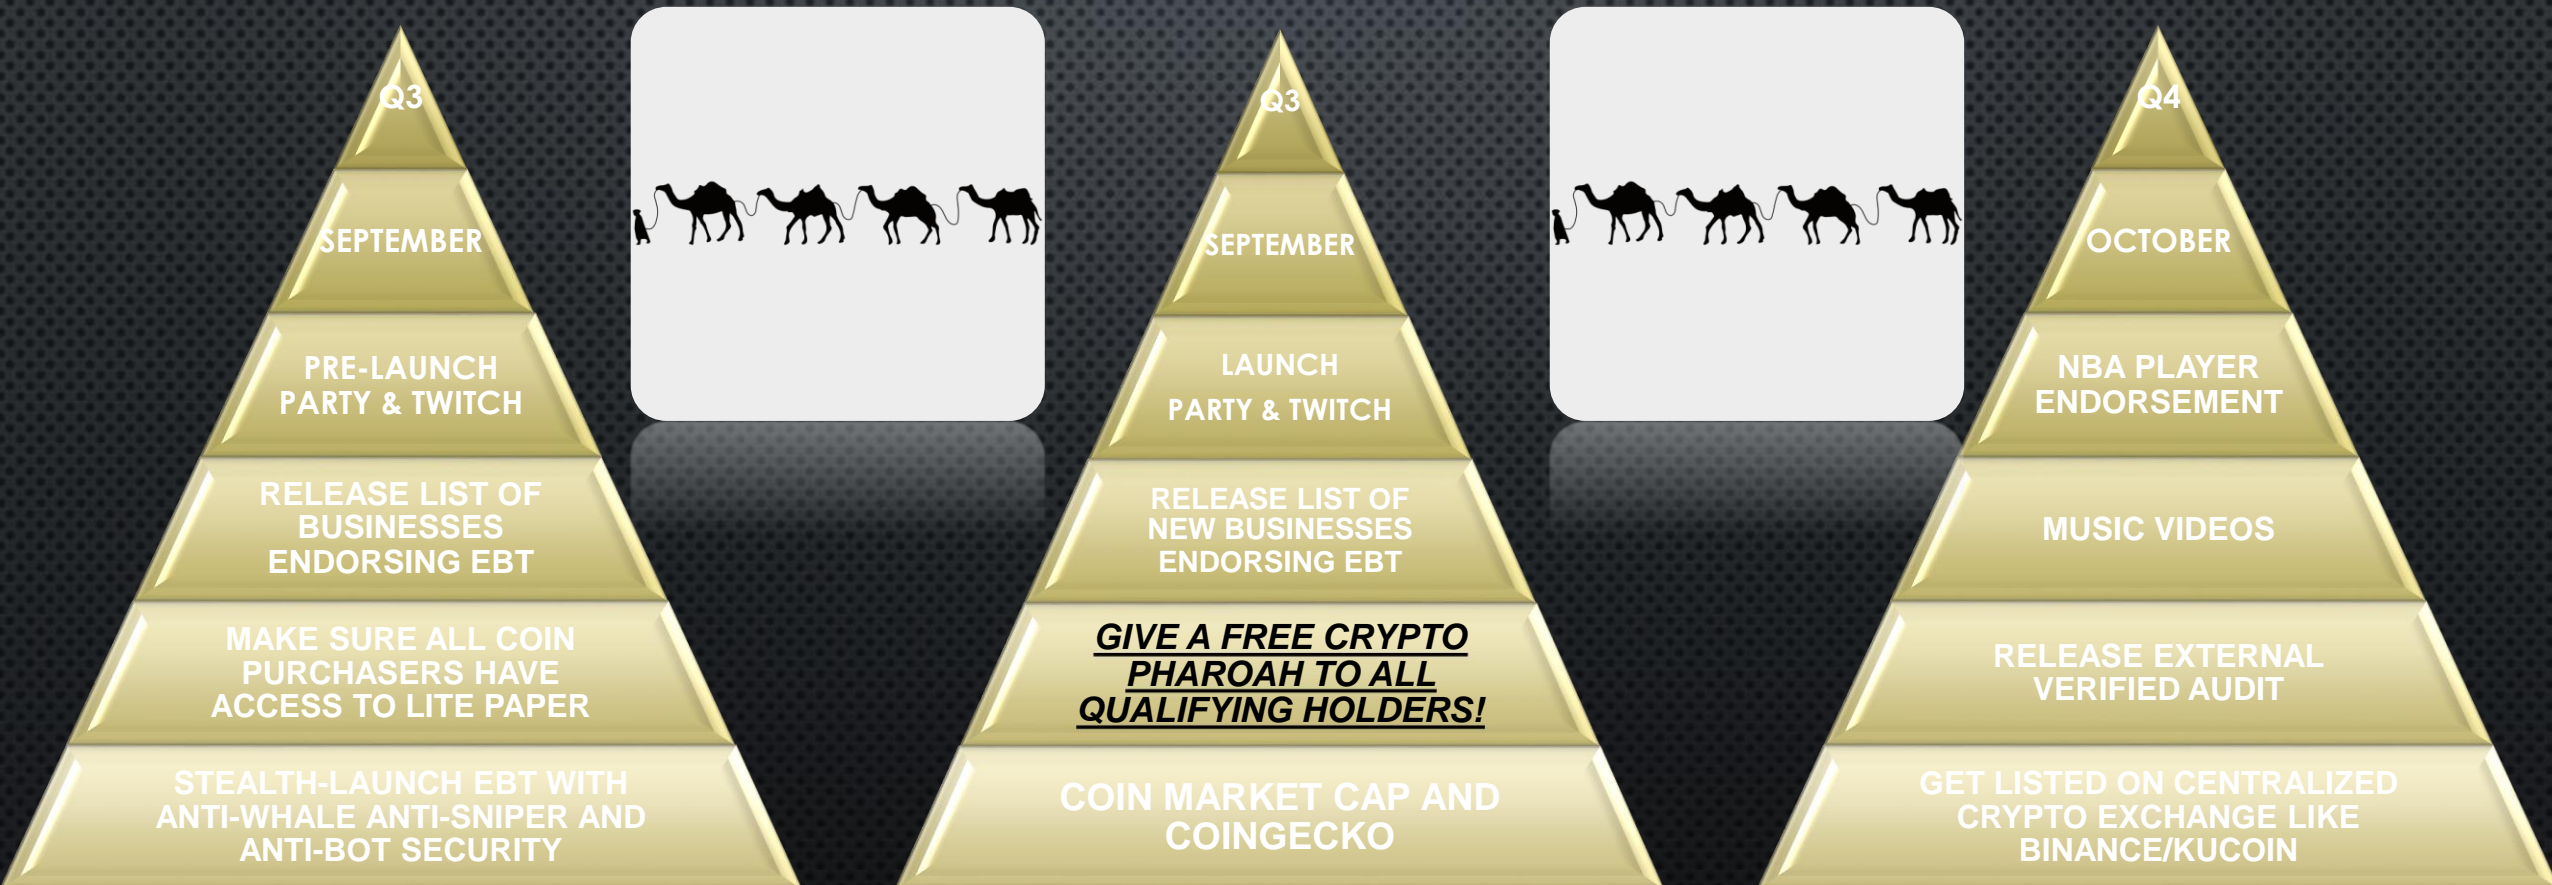 Q3
SEPTEMBER
PRE-LAUNCH
PARTY & TWITCH
RELEASE LIST OF
BUSINESSES
ENDORSING EBT
MAKE SURE ALL COIN
PURCHASERS HAVE
ACCESS TO LITE PAPER
STEALTH-LAUNCH EBT WITH
ANTI-WHALE ANTI-SNIPER AND
ANTI-BOT SECURITY
Q3
SEPTEMBER
LAUNCH
PARTY & TWITCH
RELEASE LIST OF
NEW BUSINESSES
ENDORSING EBT
GIVE A FREE CRYPTO
PHAROAH TO ALL
QUALIFYING HOLDERS!
COIN MARKET CAP AND
COINGECKO
Q4
OCTOBER
NBA PLAYER
ENDORSEMENT
MUSIC VIDEOS
RELEASE EXTERNAL
VERIFIED AUDIT
GET LISTED ON CENTRALIZED
CRYPTO EXCHANGE LIKE
BINANCE/KUCOIN